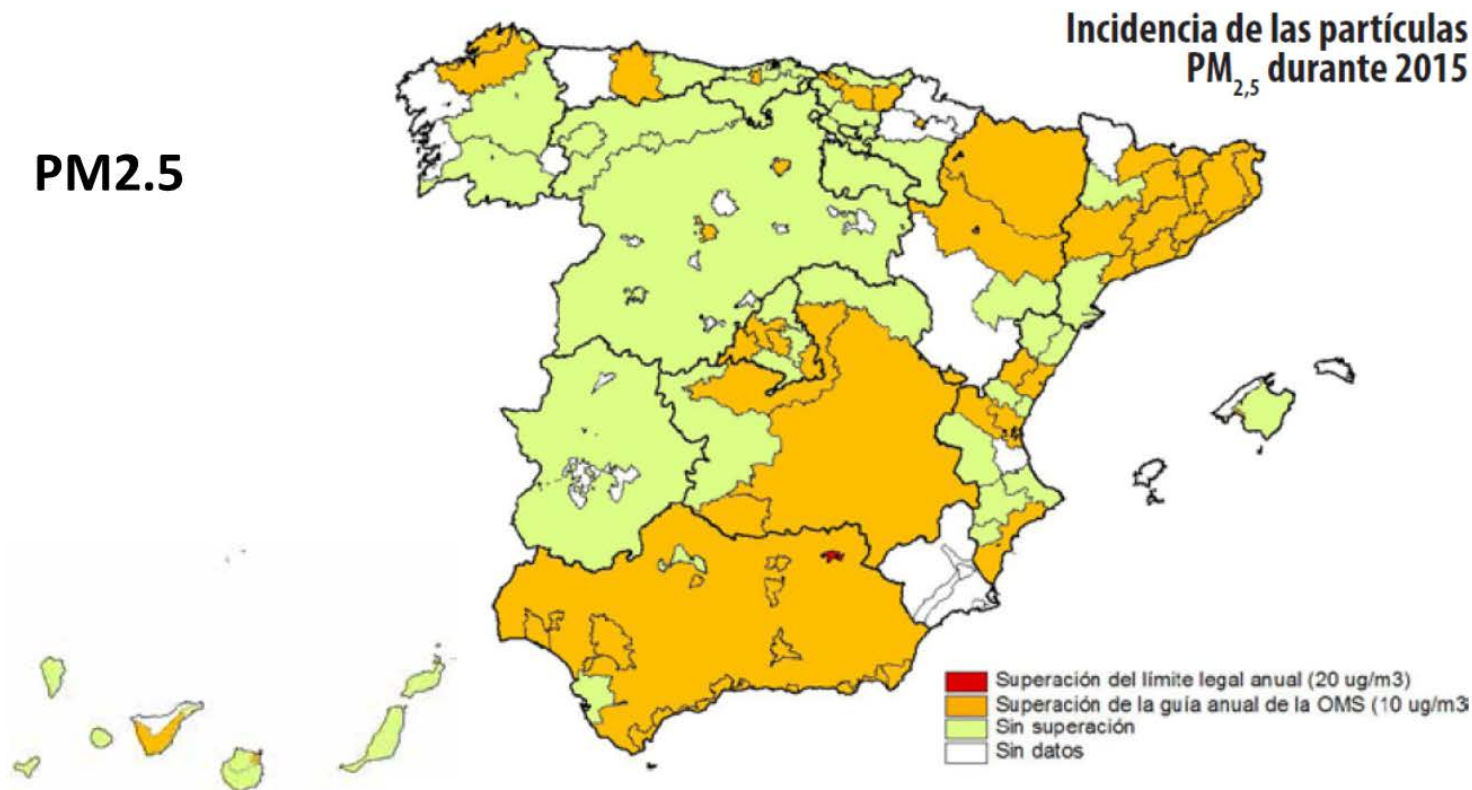 Incidencia de las partículas
PM2,5 durante 2015
PM2.5
Superación del límite legal anual (20 ug/m3)
Superación de la guía anual de la OMS (10 ug/m3
Sin superación
Sin datos